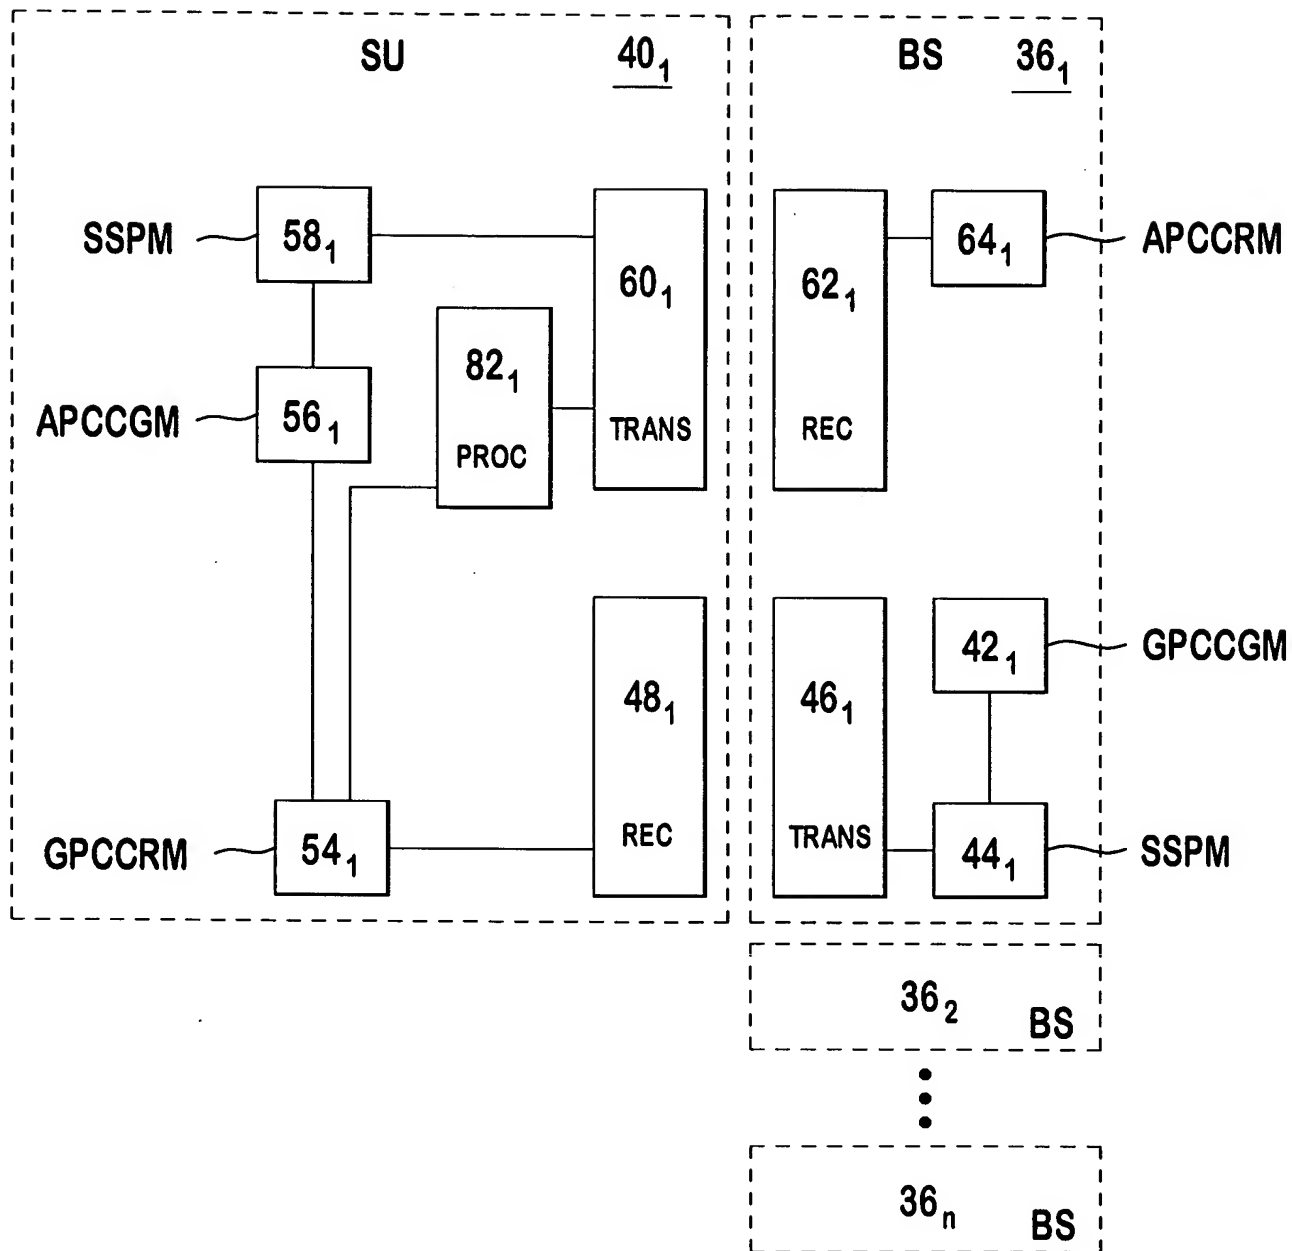 SU 40₁
BS 36₁
SSPM
58₁
60₁
TRANS
62₁
REC
64₁
APCCRM
82₁
PROC
APCCGM
56₁
48₁
REC
46₁
TRANS
42₁
GPCCGM
GPCCRM
54₁
44₁
SSPM
36₂
BS
36ₙ
BS